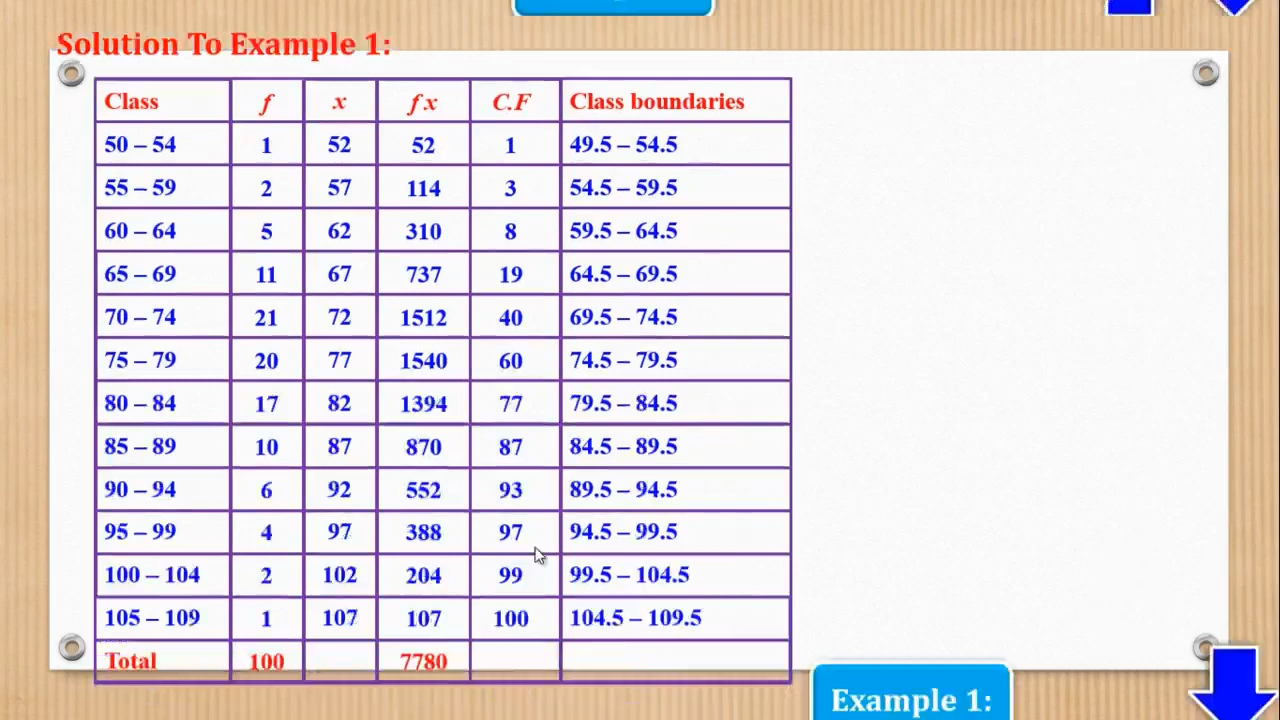 Solution To Example 1:
Class f x fx C.F Class boundaries
50 – 54 1 52 52 1 49.5 – 54.5
55 – 59 2 57 114 3 54.5 – 59.5
60 – 64 5 62 310 8 59.5 – 64.5
65 – 69 11 67 737 19 64.5 – 69.5
70 – 74 21 72 1512 40 69.5 – 74.5
75 – 79 20 77 1540 60 74.5 – 79.5
80 – 84 17 82 1394 77 79.5 – 84.5
85 – 89 10 87 870 87 84.5 – 89.5
90 – 94 6 92 552 93 89.5 – 94.5
95 – 99 4 97 388 97 94.5 – 99.5
100 – 104 2 102 204 99 99.5 – 104.5
105 – 109 1 107 107 100 104.5 – 109.5
Total 100 7780
Example 1: